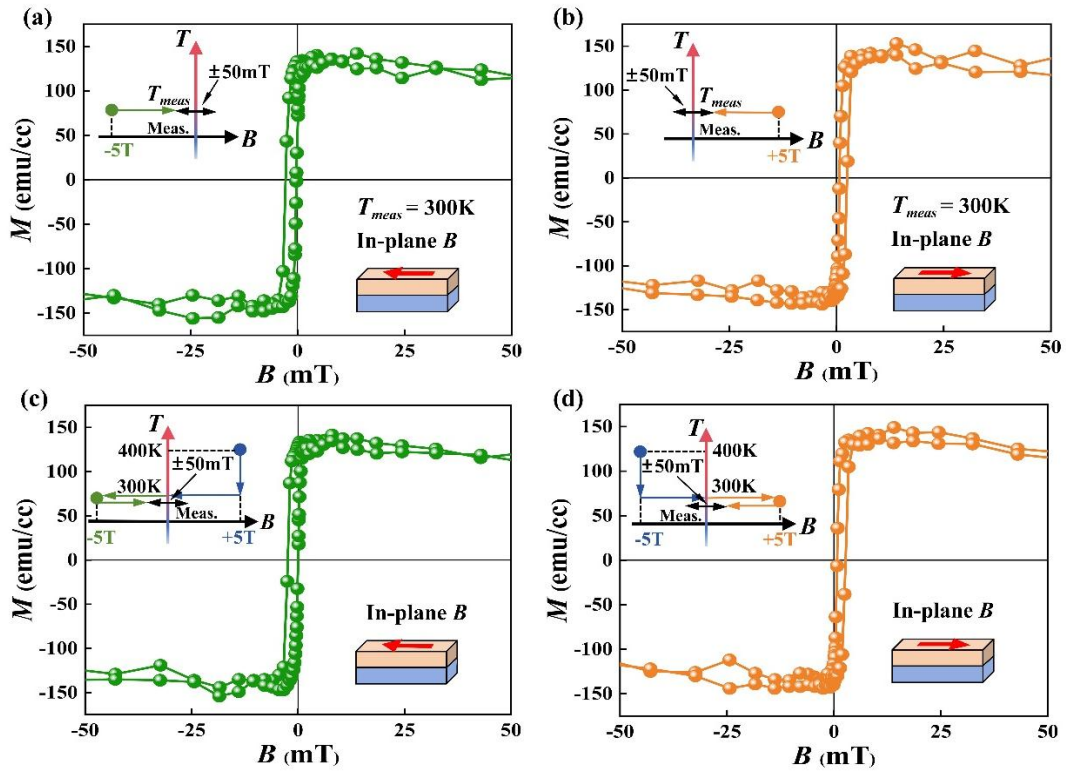 (a)
M (emu/cc)
150
100
50
0
-50
-100
-150
T
±50mT
T_meas
Meas.
B
-5T
T_meas = 300K
In-plane B
-50 -25 0 25 50
B (mT)
(b)
M (emu/cc)
150
100
50
0
-50
-100
-150
T
±50mT
T_meas
Meas.
B
+5T
T_meas = 300K
In-plane B
-50 -25 0 25 50
B (mT)
(c)
M (emu/cc)
150
100
50
0
-50
-100
-150
T
400K
±50mT
300K
Meas.
B
-5T
+5T
In-plane B
-50 -25 0 25 50
B (mT)
(d)
M (emu/cc)
150
100
50
0
-50
-100
-150
T
400K
±50mT
300K
Meas.
B
-5T
+5T
In-plane B
-50 -25 0 25 50
B (mT)